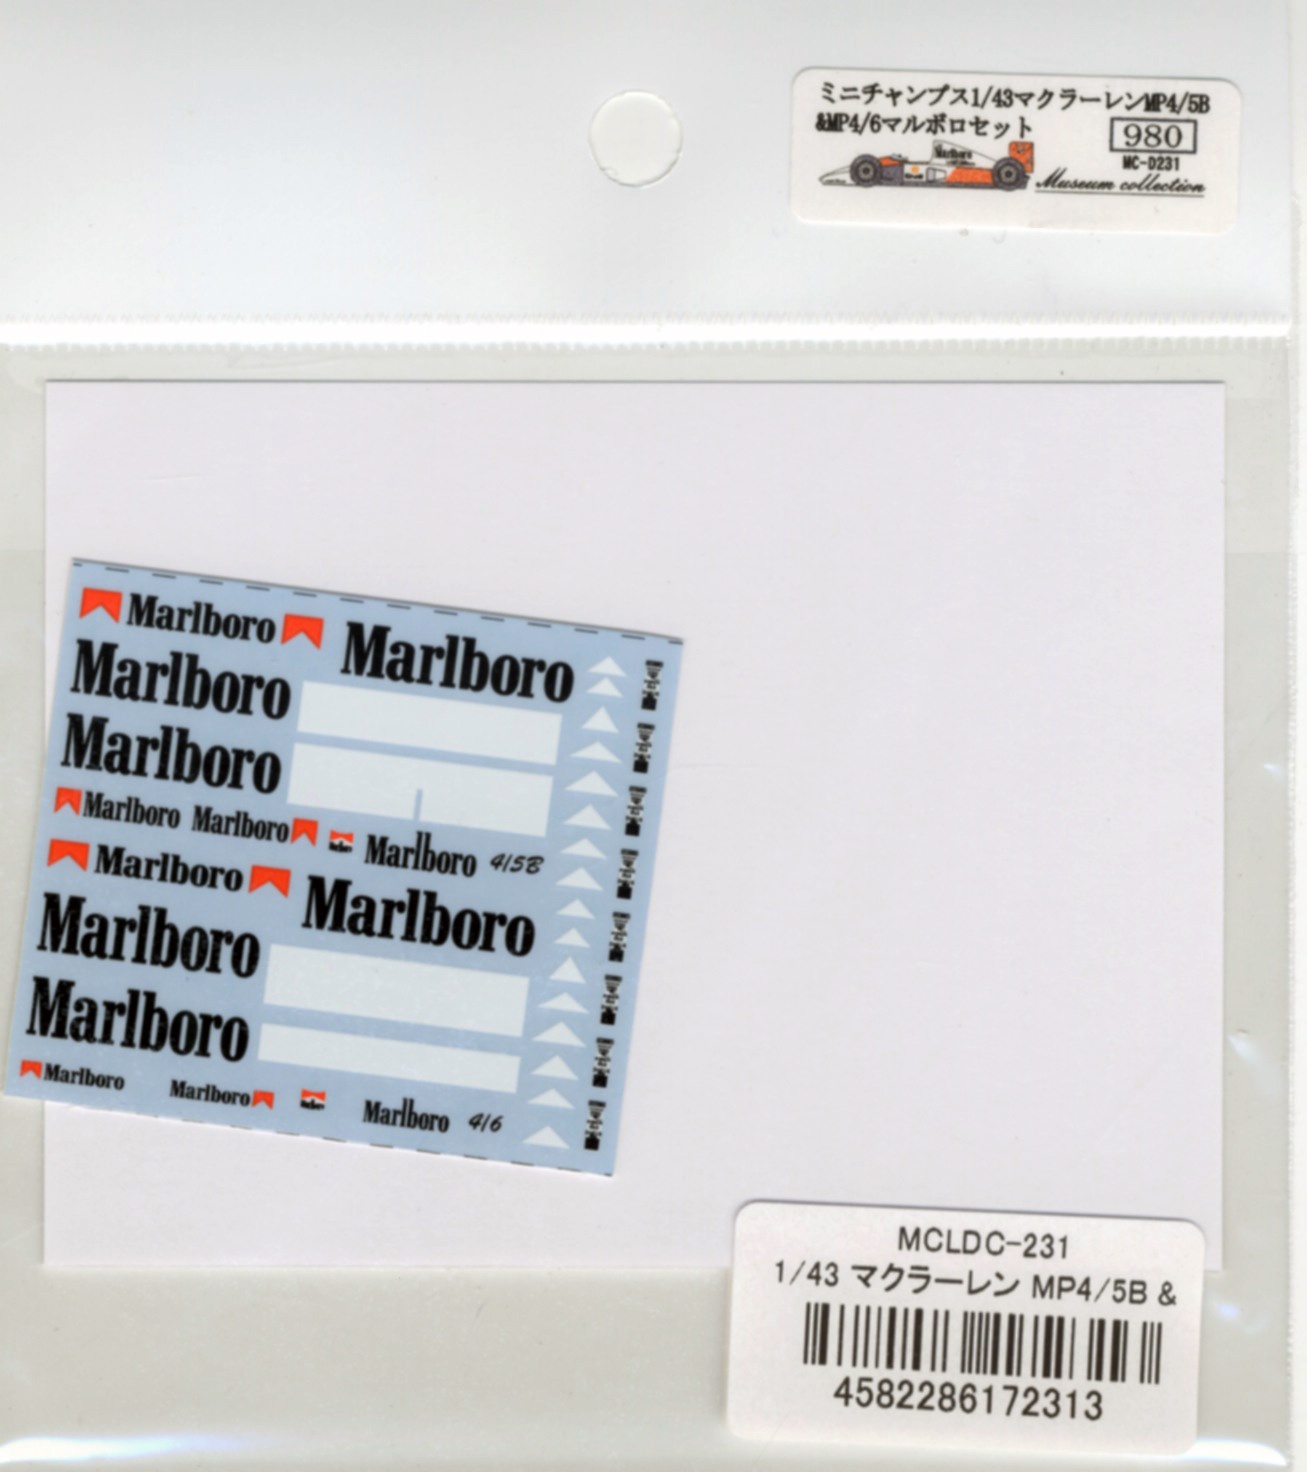 ミニチャンプス1/43マクラーレンMP4/5B
&MP4/6マルボロセット
980
MC-D231
Marlboro
Museum collection
Marlboro
Marlboro
Marlboro
Marlboro
Marlboro Marlboro
Marlboro 4/5B
Marlboro
Marlboro
Marlboro
Marlboro
Marlboro
Marlboro
Marlboro 4/6
MCLDC-231
1/43 マクラーレン MP4/5B &
4582286172313